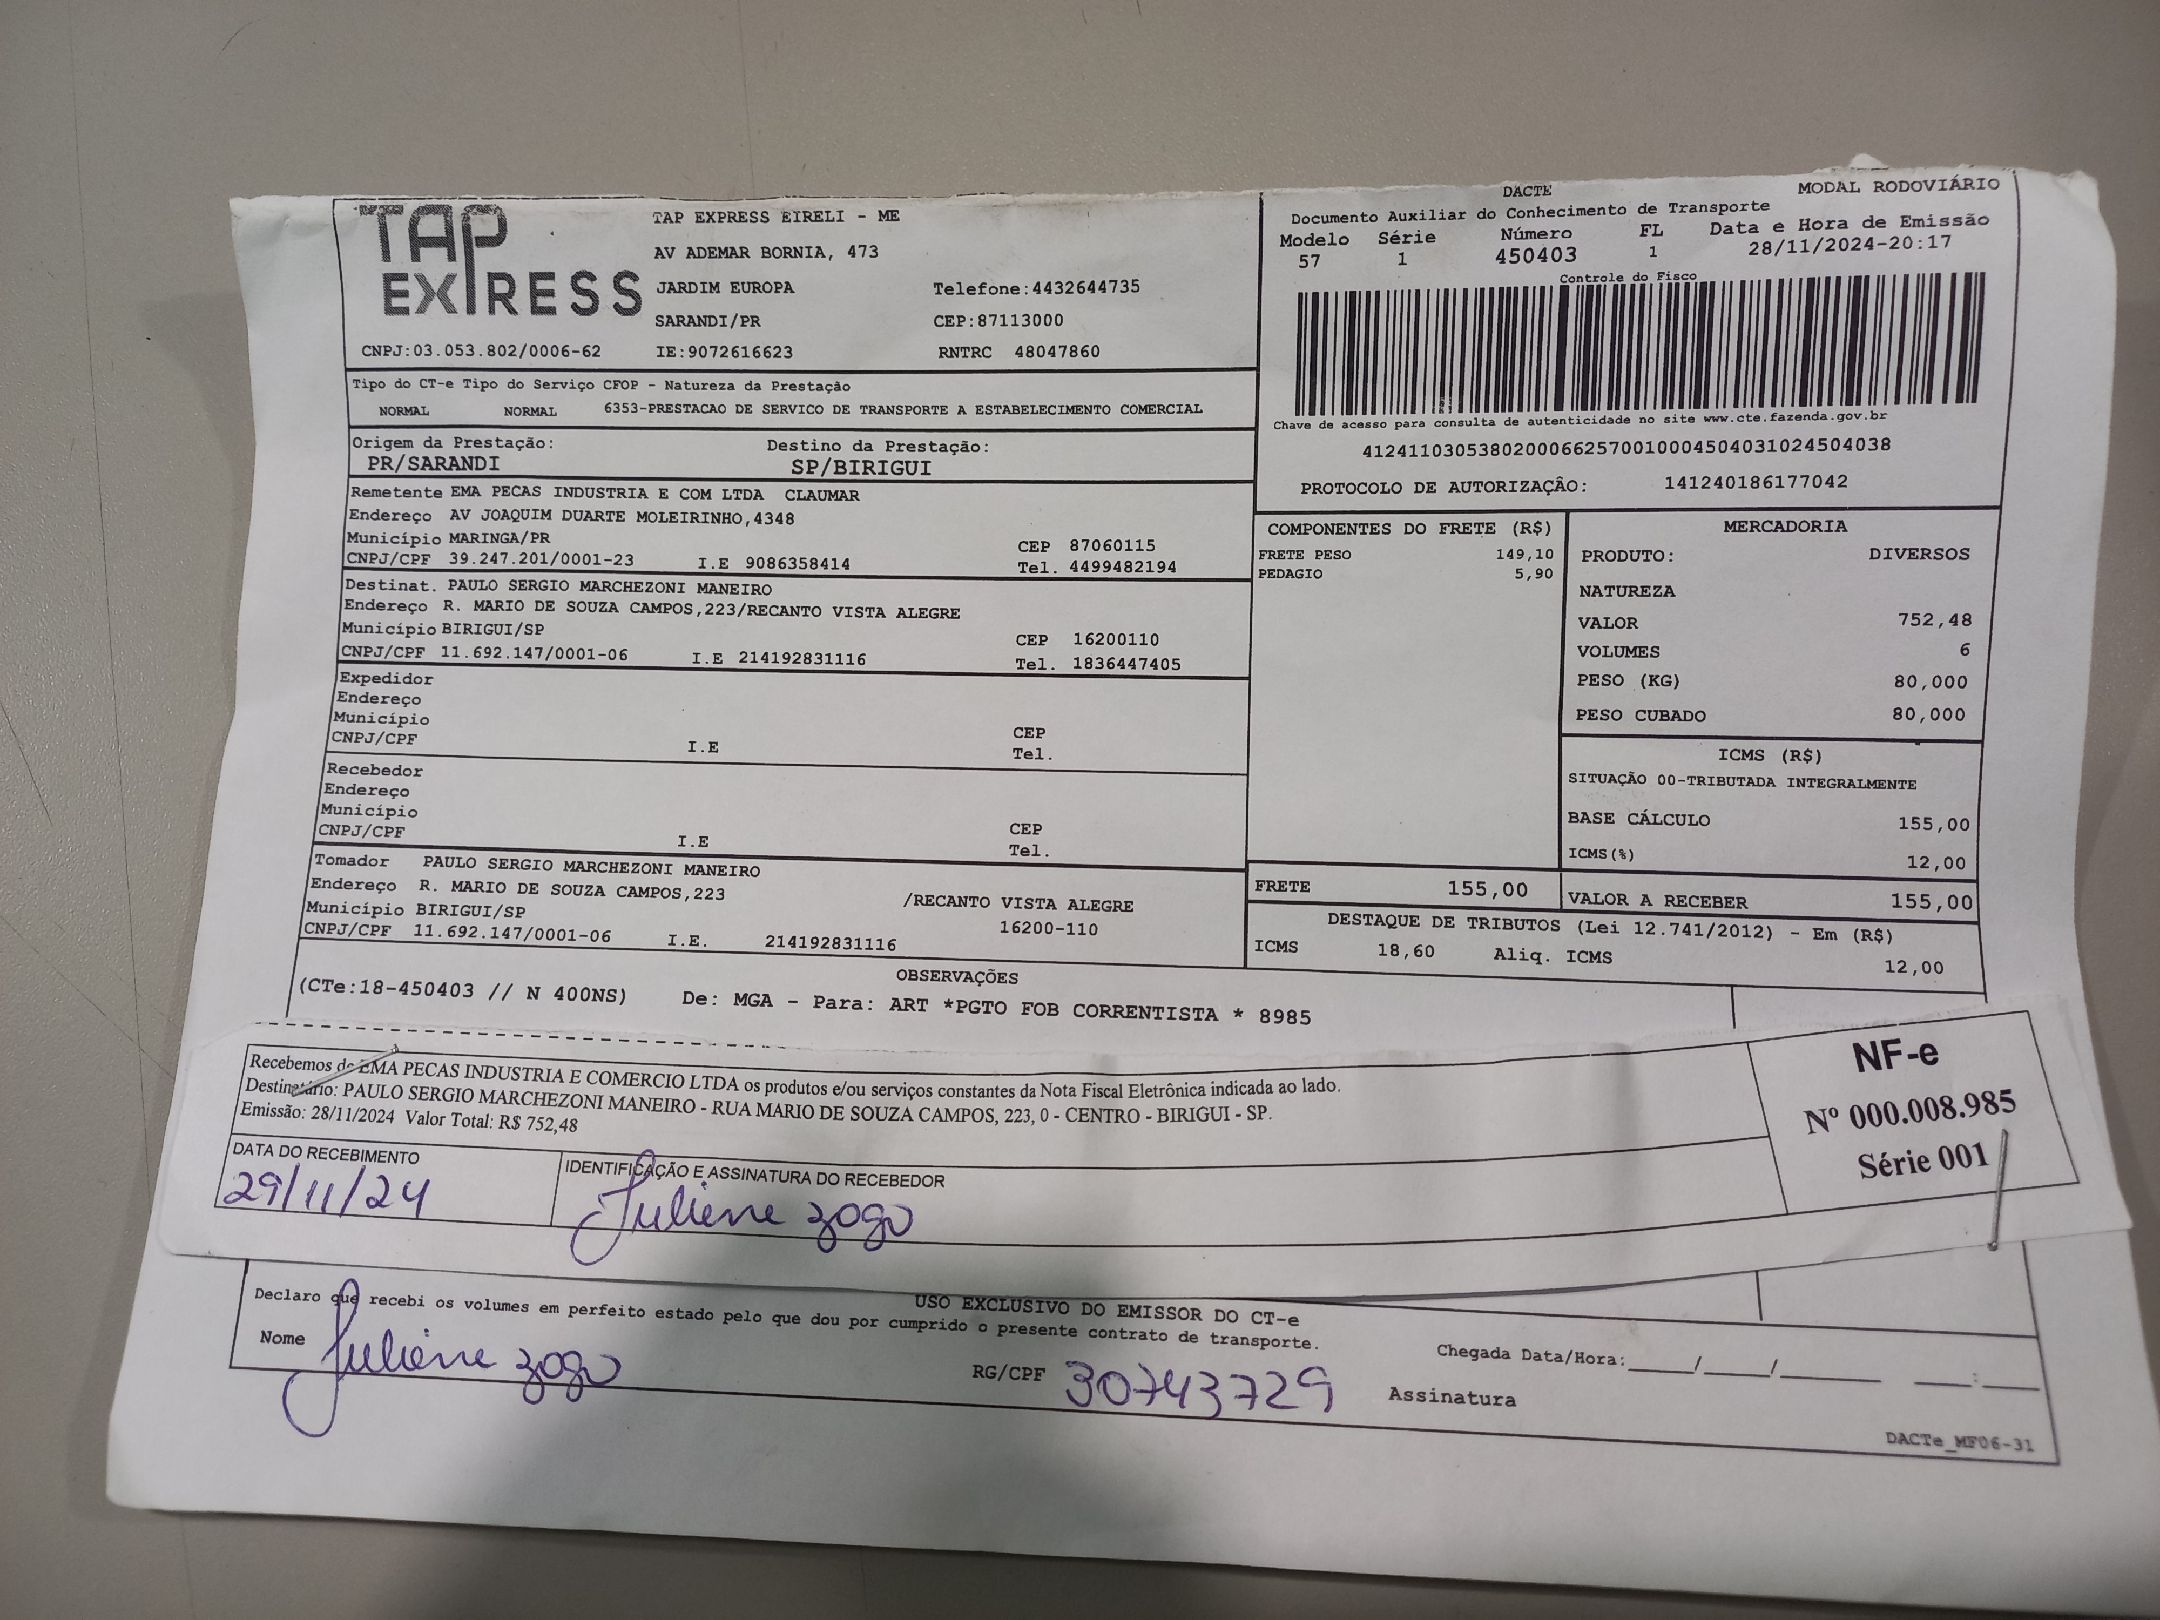 TAP EXPRESS
TAP EXPRESS EIRELI - ME
AV ADEMAR BORNIA, 473
JARDIM EUROPA Telefone:4432644735
SARANDI/PR CEP:87113000
CNPJ:03.053.802/0006-62 IE:9072616623 RNTRC 48047860
DACTE MODAL RODOVIÁRIO
Documento Auxiliar do Conhecimento de Transporte
Modelo Série Número FL Data e Hora de Emissão
57 1 450403 1 28/11/2024-20:17
Controle do Fisco
Chave de acesso para consulta de autenticidade no site www.cte.fazenda.gov.br
41241103053802000662570010004504031024504038
PROTOCOLO DE AUTORIZAÇÃO: 141240186177042
Tipo do CT-e Tipo do Serviço CFOP - Natureza da Prestação
NORMAL NORMAL 6353-PRESTACAO DE SERVICO DE TRANSPORTE A ESTABELECIMENTO COMERCIAL
Origem da Prestação: Destino da Prestação:
PR/SARANDI SP/BIRIGUI
Remetente EMA PECAS INDUSTRIA E COM LTDA CLAUMAR
Endereço AV JOAQUIM DUARTE MOLEIRINHO,4348
Município MARINGA/PR CEP 87060115
CNPJ/CPF 39.247.201/0001-23 I.E 9086358414 Tel. 4499482194
Destinat. PAULO SERGIO MARCHEZONI MANEIRO
Endereço R. MARIO DE SOUZA CAMPOS,223/RECANTO VISTA ALEGRE
Município BIRIGUI/SP CEP 16200110
CNPJ/CPF 11.692.147/0001-06 I.E 214192831116 Tel. 1836447405
Expedidor
Endereço
Município CEP
CNPJ/CPF I.E Tel.
Recebedor
Endereço
Município CEP
CNPJ/CPF I.E Tel.
Tomador PAULO SERGIO MARCHEZONI MANEIRO
Endereço R. MARIO DE SOUZA CAMPOS,223 /RECANTO VISTA ALEGRE
Município BIRIGUI/SP 16200-110
CNPJ/CPF 11.692.147/0001-06 I.E. 214192831116
COMPONENTES DO FRETE (R$)
FRETE PESO 149,10
PEDAGIO 5,90
MERCADORIA
PRODUTO: DIVERSOS
NATUREZA
VALOR 752,48
VOLUMES 6
PESO (KG) 80,000
PESO CUBADO 80,000
ICMS (R$)
SITUAÇÃO 00-TRIBUTADA INTEGRALMENTE
BASE CÁLCULO 155,00
ICMS(%) 12,00
FRETE 155,00 VALOR A RECEBER 155,00
DESTAQUE DE TRIBUTOS (Lei 12.741/2012) - Em (R$)
ICMS 18,60 Aliq. ICMS 12,00
OBSERVAÇÕES
(CTe:18-450403 // N 400NS) De: MGA - Para: ART *PGTO FOB CORRENTISTA * 8985
Recebemos de EMA PECAS INDUSTRIA E COMERCIO LTDA os produtos e/ou serviços constantes da Nota Fiscal Eletrônica indicada ao lado.
Destinatário: PAULO SERGIO MARCHEZONI MANEIRO - RUA MARIO DE SOUZA CAMPOS, 223, 0 - CENTRO - BIRIGUI - SP.
Emissão: 28/11/2024 Valor Total: R$ 752,48
NF-e
Nº 000.008.985
Série 001
DATA DO RECEBIMENTO IDENTIFICAÇÃO E ASSINATURA DO RECEBEDOR
29/11/24 Juliene zogo
USO EXCLUSIVO DO EMISSOR DO CT-e
Declaro que recebi os volumes em perfeito estado pelo que dou por cumprido o presente contrato de transporte.
Nome Juliene zogo RG/CPF 30743729 Chegada Data/Hora:____/____/______ ___:___
Assinatura
DACTe_MF06-31